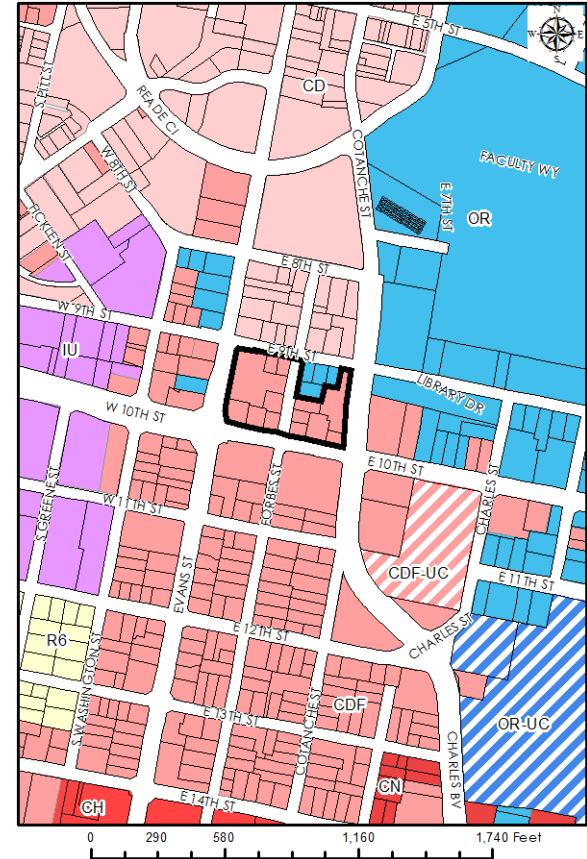 E 5TH ST
N
W E
S
S PITT ST
CD
READE CI
COTANCHE ST
FACULTY WY
W 8TH ST
E 7TH ST
OR
FICKLEN ST
E 8TH ST
W 9TH ST
E 9TH ST
IU
LIBRARY DR
W 10TH ST
E 10TH ST
FORBES ST
CHARLES ST
S GREENE ST
W 11TH ST
CDF-UC
E 11TH ST
EVANS ST
R6
E 12TH ST
CHARLES ST
S WASHINGTON ST
COTANCHE ST
CDF
OR-UC
E 13TH ST
CHARLES BV
CN
CH
E 14TH ST
0 290 580 1,160 1,740 Feet